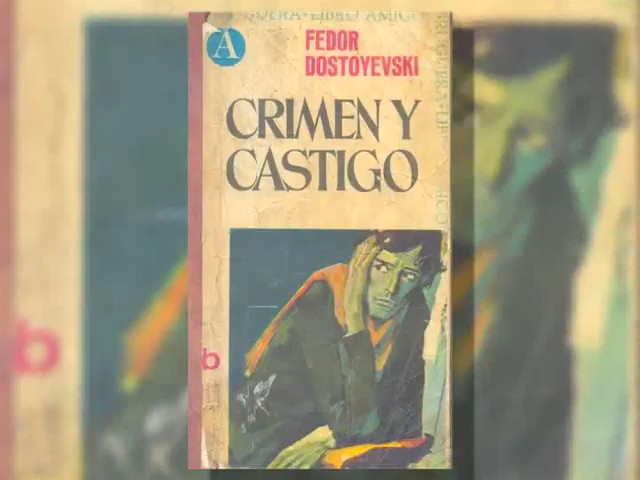 A
FEDOR
DOSTOYEVSKI
CRIMEN Y
CASTIGO
b
b